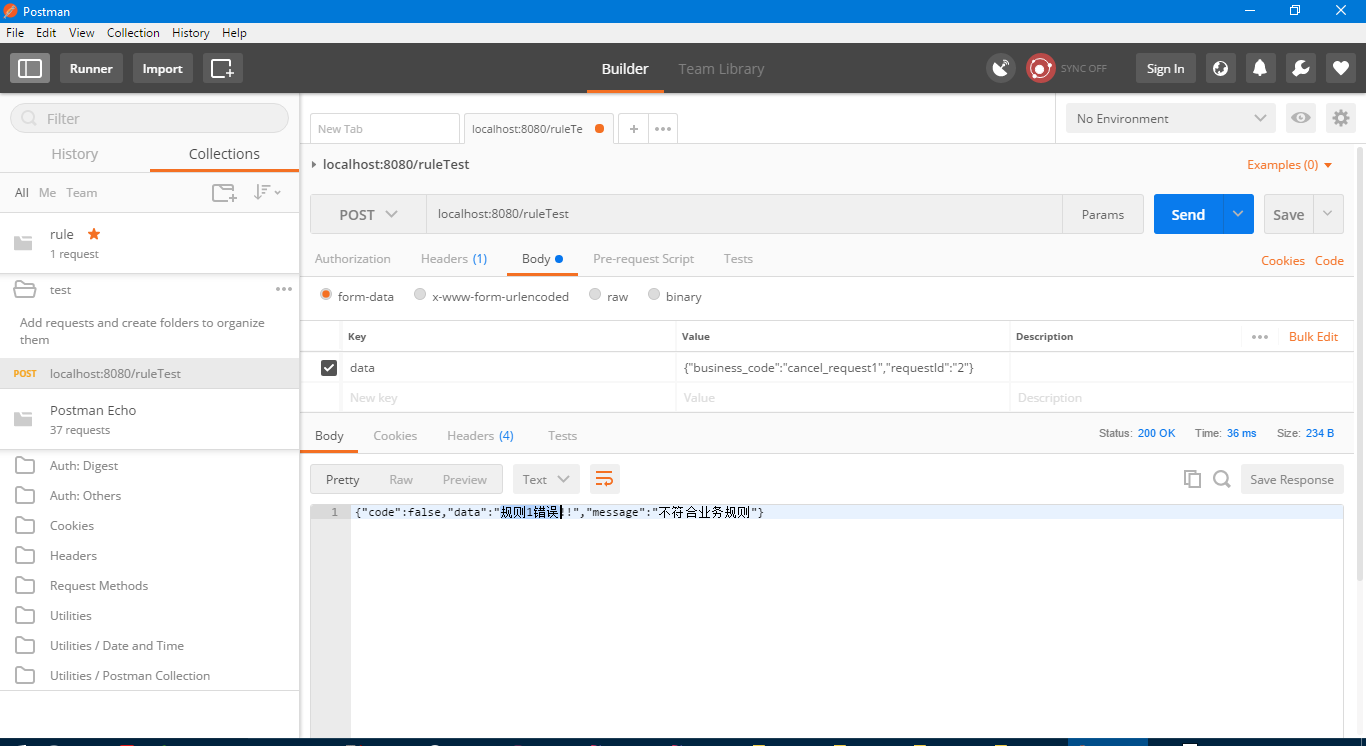 Postman
File Edit View Collection History Help
Runner Import Builder Team Library SYNC OFF Sign In
Filter
History Collections
All Me Team
rule
1 request
test
Add requests and create folders to organize
them
POST localhost:8080/ruleTest
Postman Echo
37 requests
Auth: Digest
Auth: Others
Cookies
Headers
Request Methods
Utilities
Utilities / Date and Time
Utilities / Postman Collection
New Tab localhost:8080/ruleTe + No Environment
localhost:8080/ruleTest Examples (0)
POST localhost:8080/ruleTest Params Send Save
Authorization Headers (1) Body Pre-request Script Tests Cookies Code
form-data x-www-form-urlencoded raw binary
Key Value Description Bulk Edit
data {"business_code":"cancel_request1","requestId":"2"}
New key Value Description
Body Cookies Headers (4) Tests Status: 200 OK Time: 36 ms Size: 234 B
Pretty Raw Preview Text Save Response
1 {"code":false,"data":"规则1错误!!","message":"不符合业务规则"}